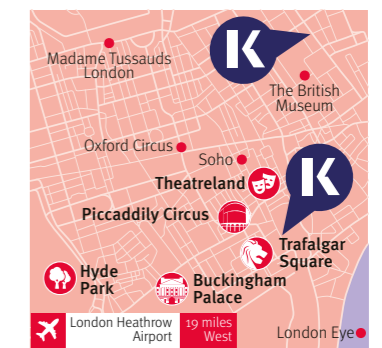 K
Madame Tussauds
London
The British
Museum
Oxford Circus
Soho
Theatreland
K
Piccadilly Circus
Trafalgar
Square
Hyde
Park
Buckingham
Palace
London Heathrow
Airport
19 miles
West
London Eye